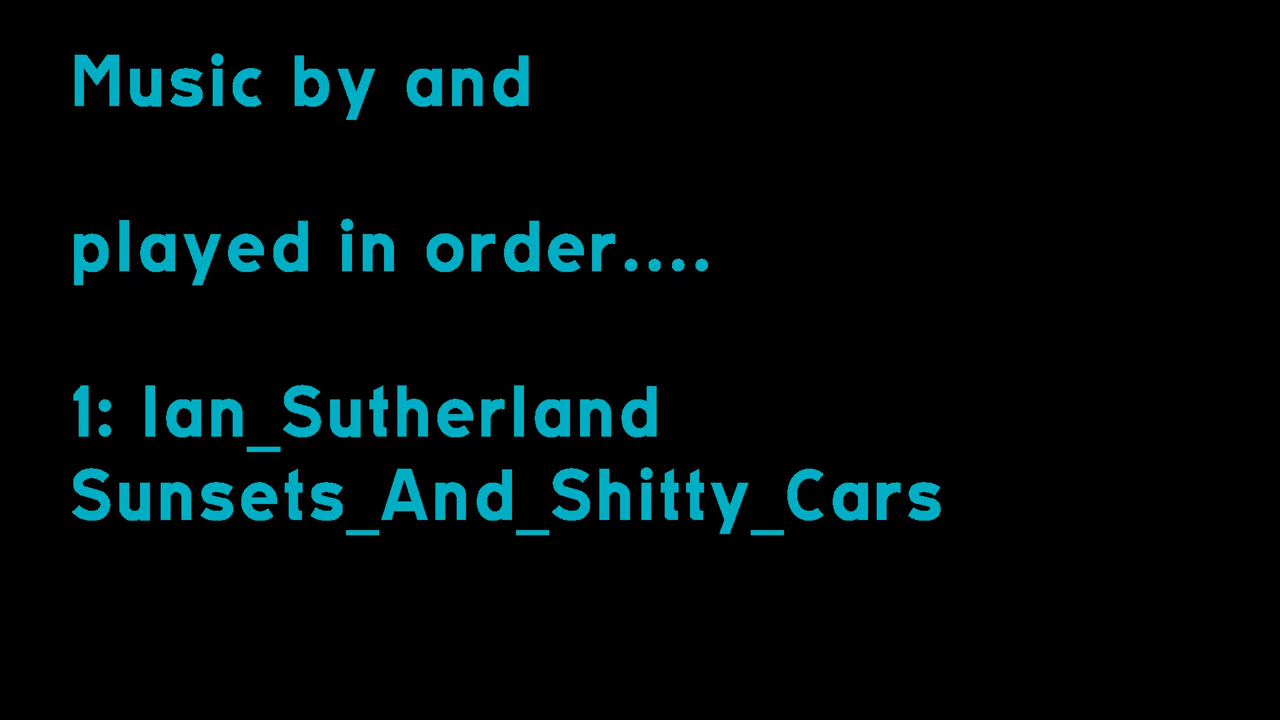 Music by and
played in order....
1: Ian_Sutherland
Sunsets_And_Shitty_Cars